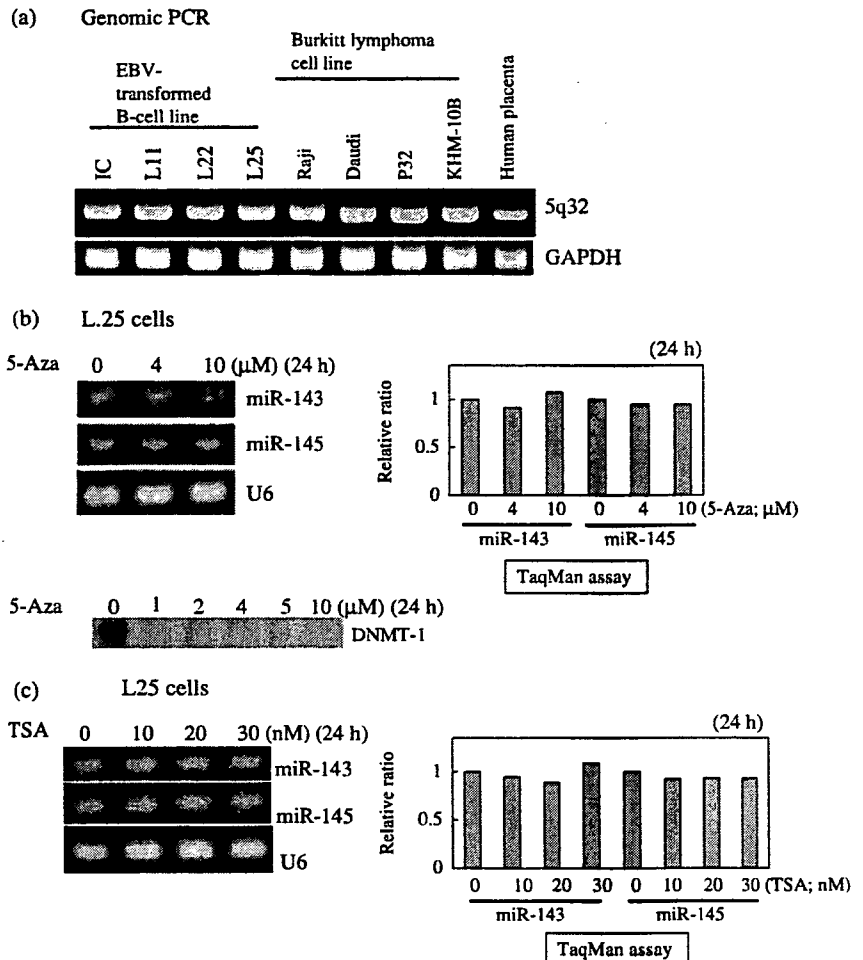 (a) Genomic PCR
Burkitt lymphoma
cell line
EBV-
transformed
B-cell line
IC L11 L22 L25 Raji Daudi P32 KHM-10B Human placenta
5q32
GAPDH
(b) L.25 cells
5-Aza 0 4 10 (μM) (24 h)
miR-143
miR-145
U6
(24 h)
Relative ratio
1
0.5
0
0 4 10 0 4 10 (5-Aza; μM)
miR-143 miR-145
TaqMan assay
5-Aza 0 1 2 4 5 10 (μM) (24 h)
DNMT-1
(c) L25 cells
TSA 0 10 20 30 (nM) (24 h)
miR-143
miR-145
U6
(24 h)
Relative ratio
1
0.5
0
0 10 20 30 0 10 20 30 (TSA; nM)
miR-143 miR-145
TaqMan assay